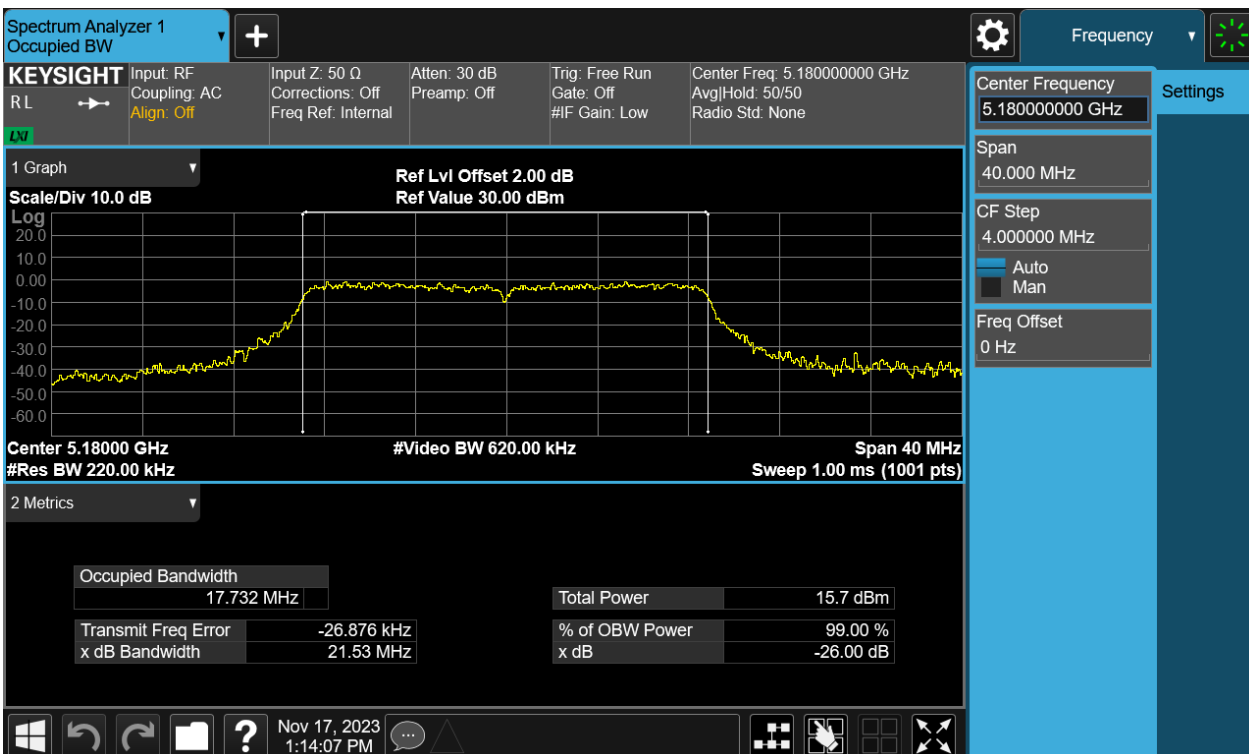 Spectrum Analyzer 1
Occupied BW
Frequency
KEYSIGHT
RL
LXI
Input: RF
Coupling: AC
Align: Off
Input Z: 50 Ω
Corrections: Off
Freq Ref: Internal
Atten: 30 dB
Preamp: Off
Trig: Free Run
Gate: Off
#IF Gain: Low
Center Freq: 5.180000000 GHz
Avg|Hold: 50/50
Radio Std: None
Center Frequency
5.180000000 GHz
Settings
Span
40.000 MHz
CF Step
4.000000 MHz
Auto
Man
Freq Offset
0 Hz
1 Graph
Scale/Div 10.0 dB
Ref Lvl Offset 2.00 dB
Ref Value 30.00 dBm
Log
20.0
10.0
0.00
-10.0
-20.0
-30.0
-40.0
-50.0
-60.0
Center 5.18000 GHz
#Res BW 220.00 kHz
#Video BW 620.00 kHz
Span 40 MHz
Sweep 1.00 ms (1001 pts)
2 Metrics
Occupied Bandwidth
17.732 MHz
Transmit Freq Error -26.876 kHz
x dB Bandwidth 21.53 MHz
Total Power 15.7 dBm
% of OBW Power 99.00 %
x dB -26.00 dB
?
Nov 17, 2023
1:14:07 PM